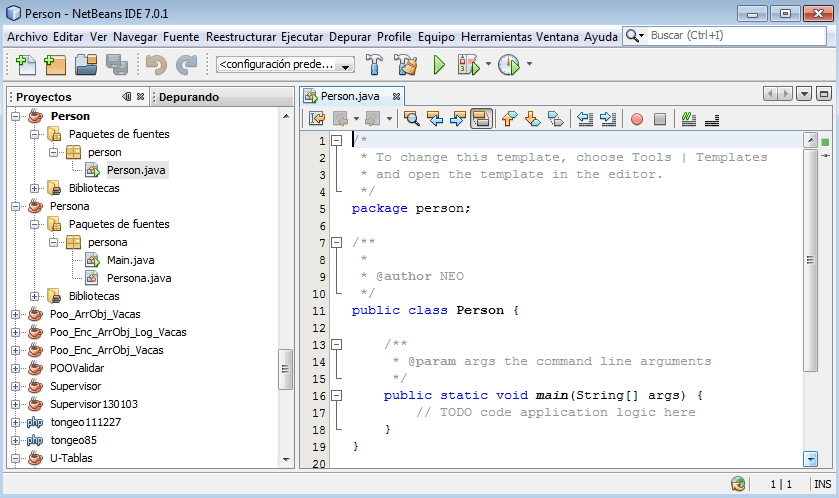 Person - NetBeans IDE 7.0.1
Archivo Editar Ver Navegar Fuente Reestructurar Ejecutar Depurar Profile Equipo Herramientas Ventana Ayuda Buscar (Ctrl+I)
<configuración prede...
Proyectos Depurando
Person
Paquetes de fuentes
person
Person.java
Bibliotecas
Persona
Paquetes de fuentes
persona
Main.java
Persona.java
Bibliotecas
Poo_ArrObj_Vacas
Poo_Enc_ArrObj_Log_Vacas
Poo_Enc_ArrObj_Vacas
POOValidar
Supervisor
Supervisor130103
php tongeo111227
php tongeo85
U-Tablas
Person.java
1 /*
2 * To change this template, choose Tools | Templates
3 * and open the template in the editor.
4 */
5 package person;
6
7 /**
8 *
9 * @author NEO
10 */
11 public class Person {
12
13 /**
14 * @param args the command line arguments
15 */
16 public static void main(String[] args) {
17 // TODO code application logic here
18 }
19 }
20
1 | 1 INS